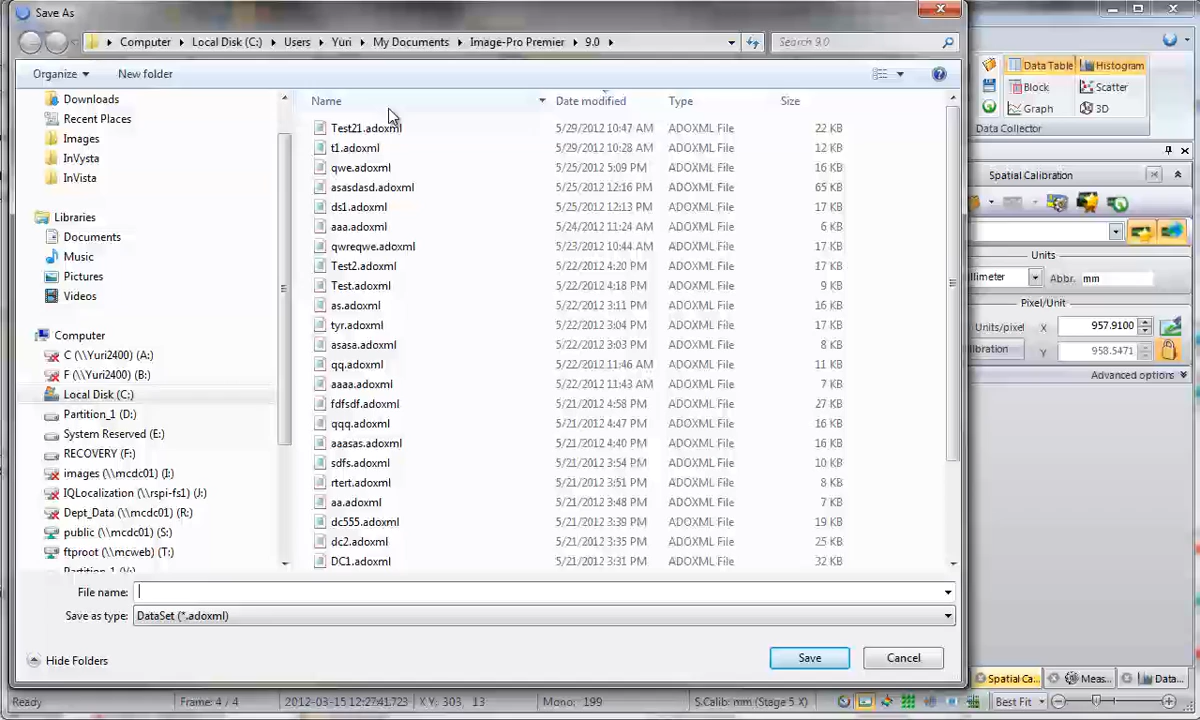 Save As
Computer ▸ Local Disk (C:) ▸ Users ▸ Yuri ▸ My Documents ▸ Image-Pro Premier ▸ 9.0 ▸
Search 9.0
Organize
New folder
Data Table
Histogram
Block
Scatter
Graph
3D
Data Collector
Downloads
Recent Places
Images
InVysta
InVista
Libraries
Documents
Music
Pictures
Videos
Computer
C (\\Yuri2400) (A:)
F (\\Yuri2400) (B:)
Local Disk (C:)
Partition_1 (D:)
System Reserved (E:)
RECOVERY (F:)
images (\\mcdc01) (I:)
IQLocalization (\\rspi-fs1) (J:)
Dept_Data (\\mcdc01) (R:)
public (\\mcdc01) (S:)
ftproot (\\mcweb) (T:)
Name Date modified Type Size
Test21.adoxml 5/29/2012 10:47 AM ADOXML File 22 KB
t1.adoxml 5/29/2012 10:28 AM ADOXML File 12 KB
qwe.adoxml 5/25/2012 5:09 PM ADOXML File 16 KB
asasdasd.adoxml 5/25/2012 12:16 PM ADOXML File 65 KB
ds1.adoxml 5/25/2012 12:13 PM ADOXML File 17 KB
aaa.adoxml 5/24/2012 11:24 AM ADOXML File 6 KB
qwreqwe.adoxml 5/23/2012 10:44 AM ADOXML File 17 KB
Test2.adoxml 5/22/2012 4:20 PM ADOXML File 17 KB
Test.adoxml 5/22/2012 4:18 PM ADOXML File 9 KB
as.adoxml 5/22/2012 3:11 PM ADOXML File 16 KB
tyr.adoxml 5/22/2012 3:04 PM ADOXML File 17 KB
asasa.adoxml 5/22/2012 3:03 PM ADOXML File 8 KB
qq.adoxml 5/22/2012 11:46 AM ADOXML File 11 KB
aaaa.adoxml 5/22/2012 11:43 AM ADOXML File 7 KB
fdfsdf.adoxml 5/21/2012 4:58 PM ADOXML File 27 KB
qqq.adoxml 5/21/2012 4:47 PM ADOXML File 16 KB
aaasas.adoxml 5/21/2012 4:40 PM ADOXML File 16 KB
sdfs.adoxml 5/21/2012 3:54 PM ADOXML File 10 KB
rtert.adoxml 5/21/2012 3:51 PM ADOXML File 8 KB
aa.adoxml 5/21/2012 3:48 PM ADOXML File 7 KB
dc555.adoxml 5/21/2012 3:39 PM ADOXML File 19 KB
dc2.adoxml 5/21/2012 3:35 PM ADOXML File 25 KB
DC1.adoxml 5/21/2012 3:31 PM ADOXML File 32 KB
Spatial Calibration
Units
Abbr. mm
Pixel/Unit
Units/pixel X 957.9100
Y 958.5471
Advanced options
File name:
Save as type: DataSet (*.adoxml)
Hide Folders
Save
Cancel
Spatial Ca...
Meas...
Data...
Ready
Frame: 4 / 4
2012-03-15 12:27:41.723
X,Y: 303, 13
Mono: 199
S.Calib: mm (Stage 5 X)
Best Fit